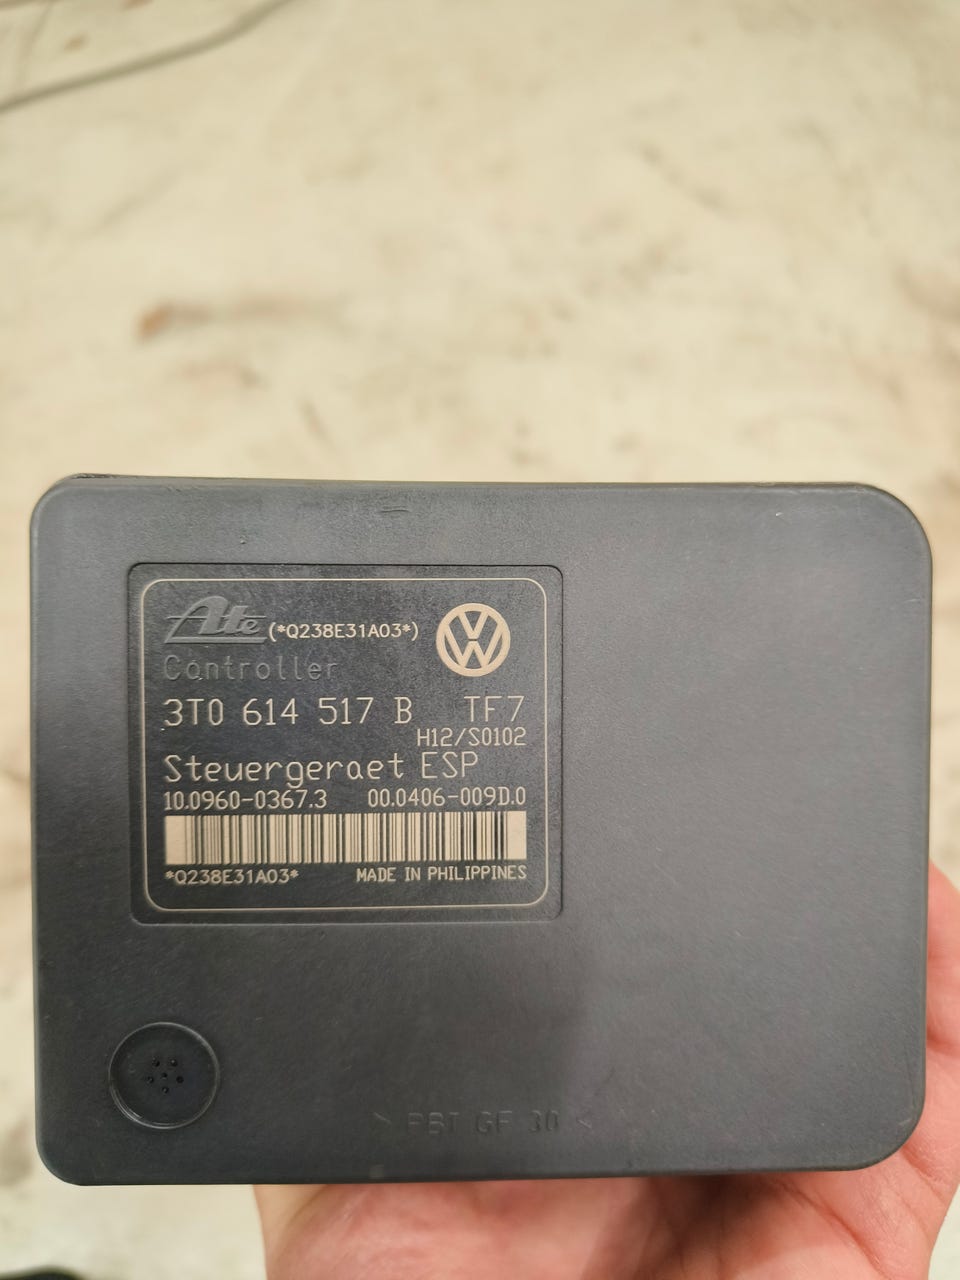 Ate (*Q238E31A03*)
Controller
3T0 614 517 B TF7
H12/S0102
Steuergeraet ESP
10.0960-0367.3 00.0406-009D.0
*Q238E31A03* MADE IN PHILIPPINES
> PBT GF 30 <